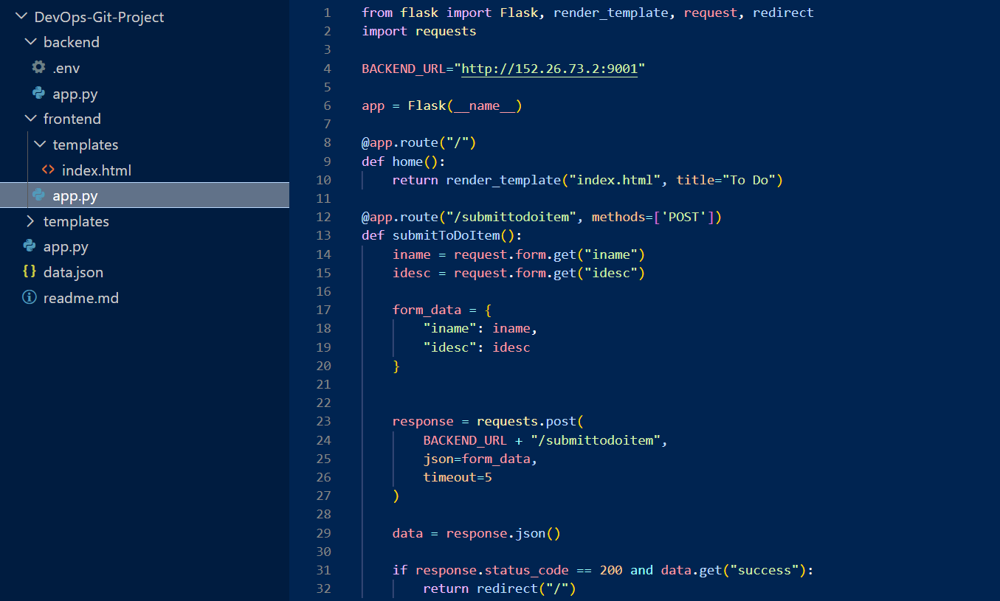 DevOps-Git-Project
backend
.env
app.py
frontend
templates
index.html
app.py
templates
app.py
data.json
readme.md
1 from flask import Flask, render_template, request, redirect
2 import requests
3
4 BACKEND_URL="http://152.26.73.2:9001"
5
6 app = Flask(__name__)
7
8 @app.route("/")
9 def home():
10     return render_template("index.html", title="To Do")
11
12 @app.route("/submittodoitem", methods=['POST'])
13 def submitToDoItem():
14     iname = request.form.get("iname")
15     idesc = request.form.get("idesc")
16
17     form_data = {
18         "iname": iname,
19         "idesc": idesc
20     }
21
22
23     response = requests.post(
24         BACKEND_URL + "/submittodoitem",
25         json=form_data,
26         timeout=5
27     )
28
29     data = response.json()
30
31     if response.status_code == 200 and data.get("success"):
32         return redirect("/")